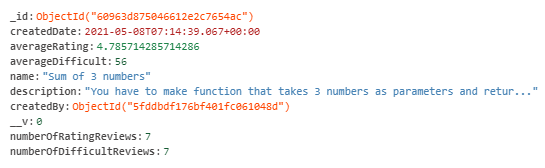 _id: ObjectId("60963d875046612e2c7654ac")
createdDate: 2021-05-08T07:14:39.067+00:00
averageRating: 4.785714285714286
averageDifficult: 56
name: "Sum of 3 numbers"
description: "You have to make function that takes 3 numbers as parameters and retur..."
createdBy: ObjectId("5fddbdf176bf401fc061048d")
__v: 0
numberOfRatingReviews: 7
numberOfDifficultReviews: 7